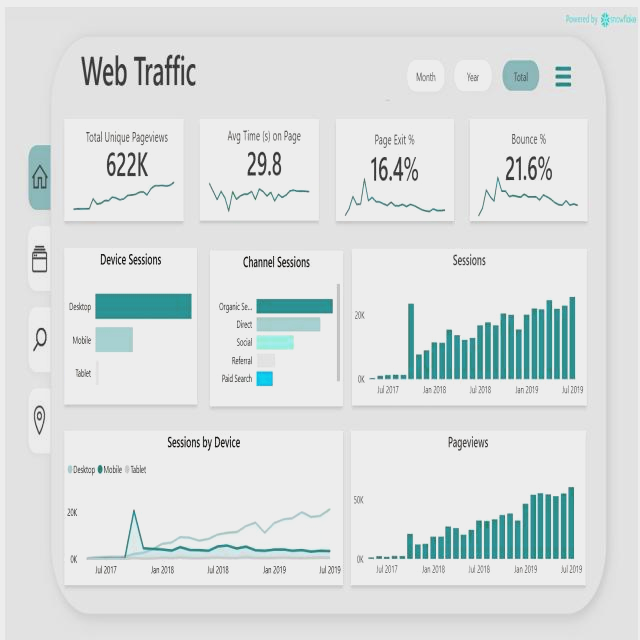 Powered by snowflake
Web Traffic
Month
Year
Total
Total Unique Pageviews
622K
Avg Time (s) on Page
29.8
Page Exit %
16.4%
Bounce %
21.6%
Device Sessions
Desktop
Mobile
Tablet
Channel Sessions
Organic Se...
Direct
Social
Referral
Paid Search
Sessions
20K
0K
Jul 2017 Jan 2018 Jul 2018 Jan 2019 Jul 2019
Sessions by Device
Desktop Mobile Tablet
20K
0K
Jul 2017 Jan 2018 Jul 2018 Jan 2019 Jul 2019
Pageviews
50K
0K
Jul 2017 Jan 2018 Jul 2018 Jan 2019 Jul 2019